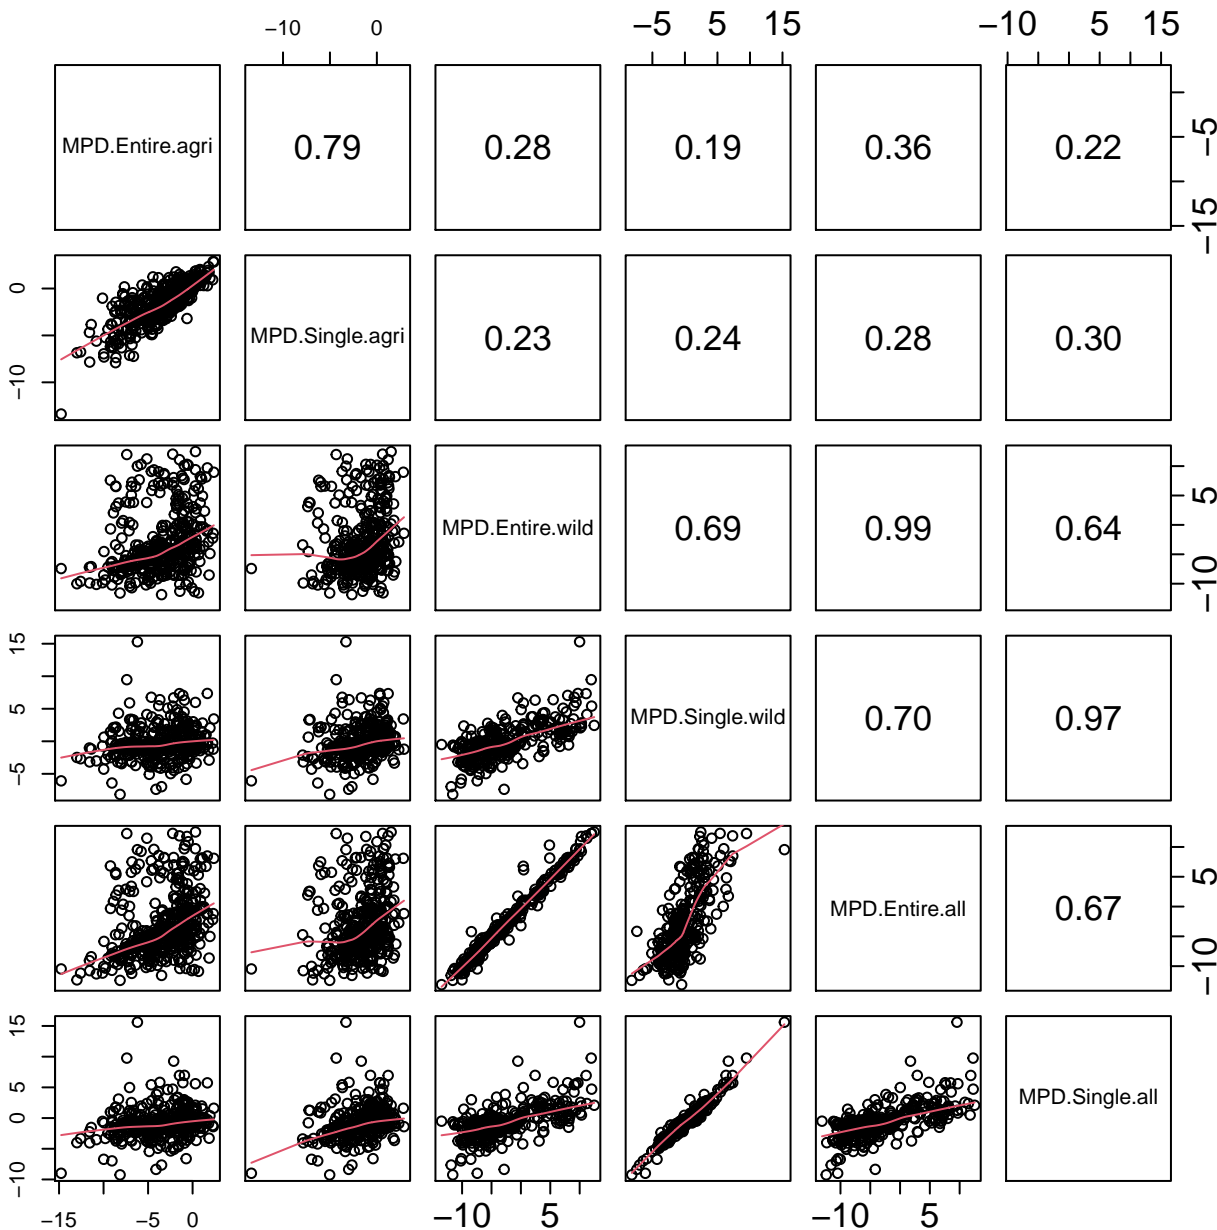 −10 0 −5 5 15 −10 5 15
MPD.Entire.agri 0.79 0.28 0.19 0.36 0.22 −15 −5
0 −10 MPD.Single.agri 0.23 0.24 0.28 0.30
MPD.Entire.wild 0.69 0.99 0.64 −10 5
15 5 −5 MPD.Single.wild 0.70 0.97
MPD.Entire.all 0.67 −10 5
15 5 0 −10 MPD.Single.all
−15 −5 0 −10 5 −10 5